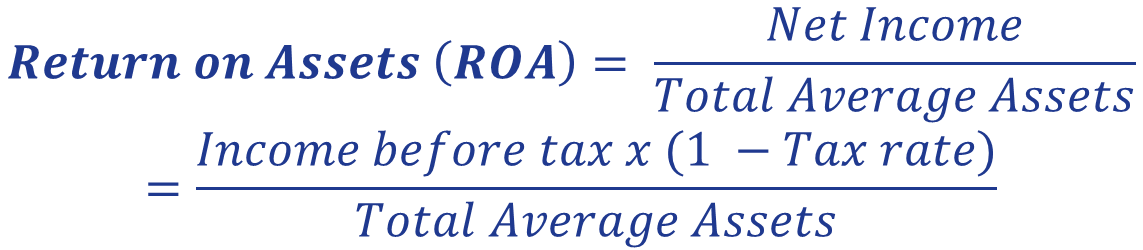 Return on Assets (ROA) = Net Income
Total Average Assets
= Income before tax x (1 − Tax rate)
Total Average Assets